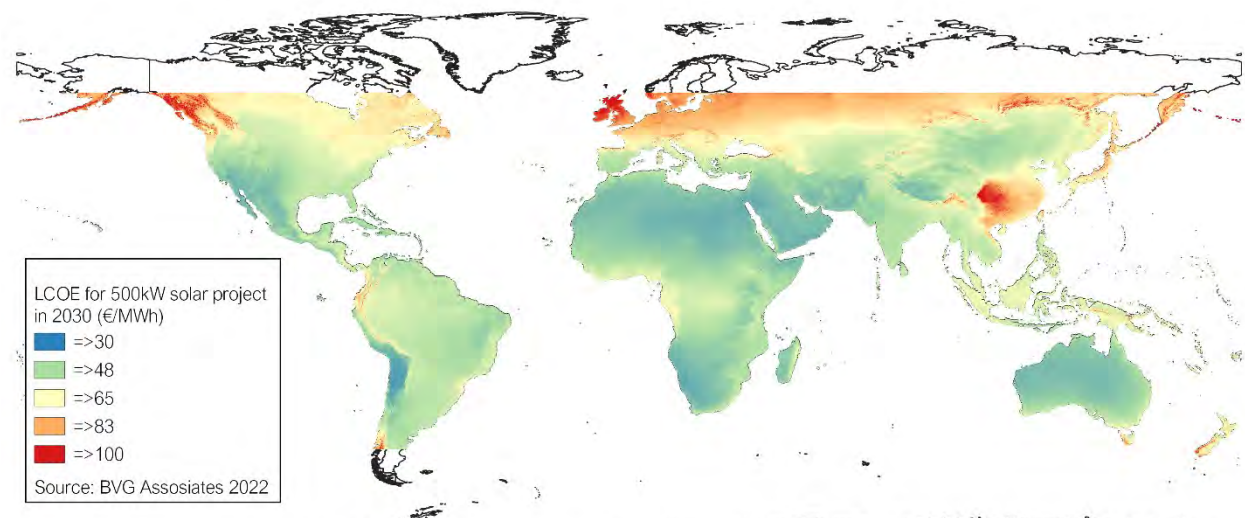 LCOE for 500kW solar project
in 2030 (€/MWh)
=>30
=>48
=>65
=>83
=>100
Source: BVG Assosiates 2022